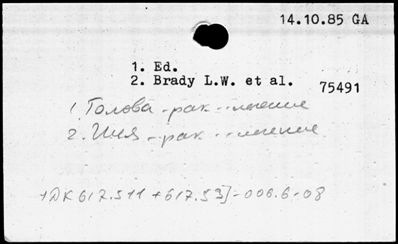 14.10.85 GA
1. Ed.
2. Brady L.W. et al.
75491
1. Голова - рак - - лечение
2. Шея - рак - - лечение
+ДК 617.511+617.53]-006.6-08